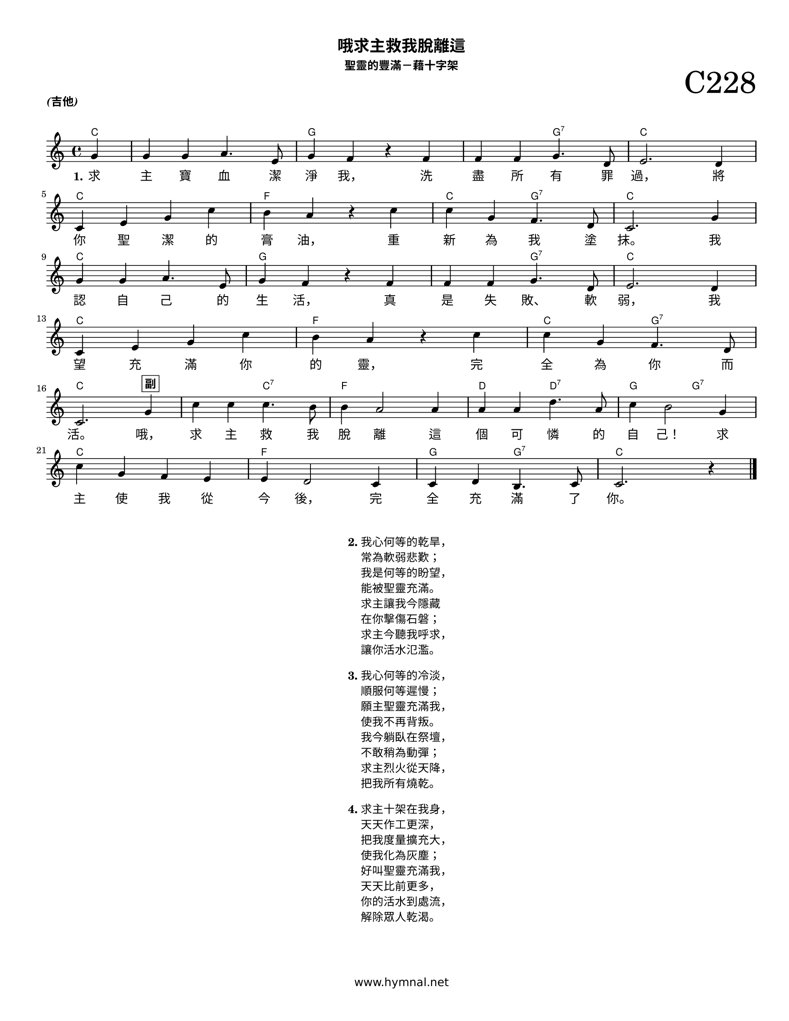 哦求主救我脫離這
聖靈的豐滿－藉十字架
C228
(吉他)
C G G7 C
1. 求 主 寶 血 潔 淨 我， 洗 盡 所 有 罪 過， 將
5 C F C G7 C
你 聖 潔 的 膏 油， 重 新 為 我 塗 抹。 我
9 C G G7 C
認 自 己 的 生 活， 真 是 失 敗、 軟 弱， 我
13 C F C G7
望 充 滿 你 的 靈， 完 全 為 你 而
16 C 副 C7 F D D7 G G7
活。 哦， 求 主 救 我 脫 離 這 個 可 憐 的 自 己！ 求
21 C F G G7 C
主 使 我 從 今 後， 完 全 充 滿 了 你。
2. 我心何等的乾旱，
常為軟弱悲歎；
我是何等的盼望，
能被聖靈充滿。
求主讓我今隱藏
在你擊傷石磐；
求主今聽我呼求，
讓你活水氾濫。
3. 我心何等的冷淡，
順服何等遲慢；
願主聖靈充滿我，
使我不再背叛。
我今躺臥在祭壇，
不敢稍為動彈；
求主烈火從天降，
把我所有燒乾。
4. 求主十架在我身，
天天作工更深，
把我度量擴充大，
使我化為灰塵；
好叫聖靈充滿我，
天天比前更多，
你的活水到處流，
解除眾人乾渴。
www.hymnal.net